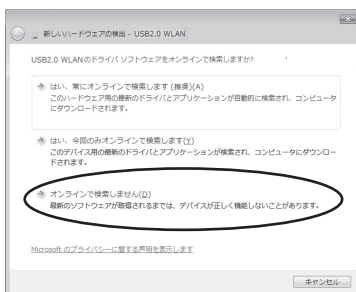 新しいハードウェアの検出 - USB2.0 WLAN
USB2.0 WLANのドライバ ソフトウェアをオンラインで検索しますか?
はい、常にオンラインで検索します (推奨)(A)
このハードウェア用の最新のドライバとアプリケーションが自動的に検索され、コンピュータ
にダウンロードされます。
はい、今回のみオンラインで検索します(Y)
このデバイス用の最新のドライバとアプリケーションが検索され、コンピュータにダウンロー
ドされます。
オンラインで検索しません(D)
最新のソフトウェアが取得されるまでは、デバイスが正しく機能しないことがあります。
Microsoft のプライバシーに関する声明を表示します
キャンセル